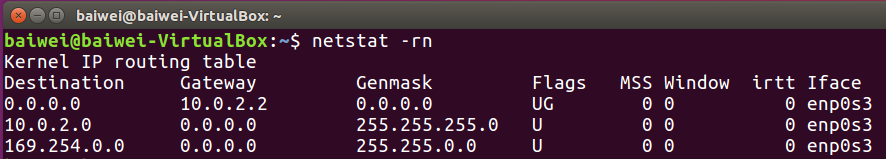 baiwei@baiwei-VirtualBox: ~
baiwei@baiwei-VirtualBox:~$ netstat -rn
Kernel IP routing table
Destination     Gateway         Genmask         Flags   MSS Window  irtt Iface
0.0.0.0         10.0.2.2        0.0.0.0         UG        0 0          0 enp0s3
10.0.2.0        0.0.0.0         255.255.255.0   U         0 0          0 enp0s3
169.254.0.0     0.0.0.0         255.255.0.0     U         0 0          0 enp0s3